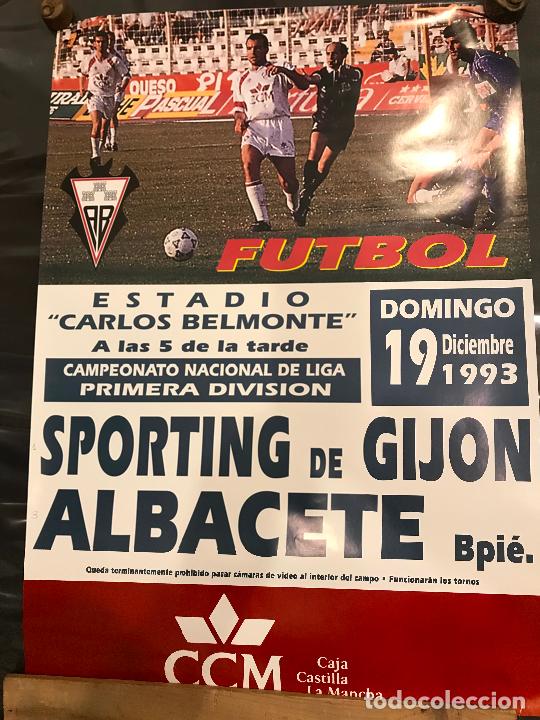 QUESO
PASCUAL
CCM
FUTBOL
ESTADIO
"CARLOS BELMONTE"
A las 5 de la tarde
CAMPEONATO NACIONAL DE LIGA
PRIMERA DIVISION
DOMINGO
19 Diciembre
1993
SPORTING DE GIJON
ALBACETE Bpié.
Queda terminantemente prohibido pasar cámaras de video al interior del campo • Funcionarán los tornos
CCM
Caja
Castilla
La Mancha
todocoleccion